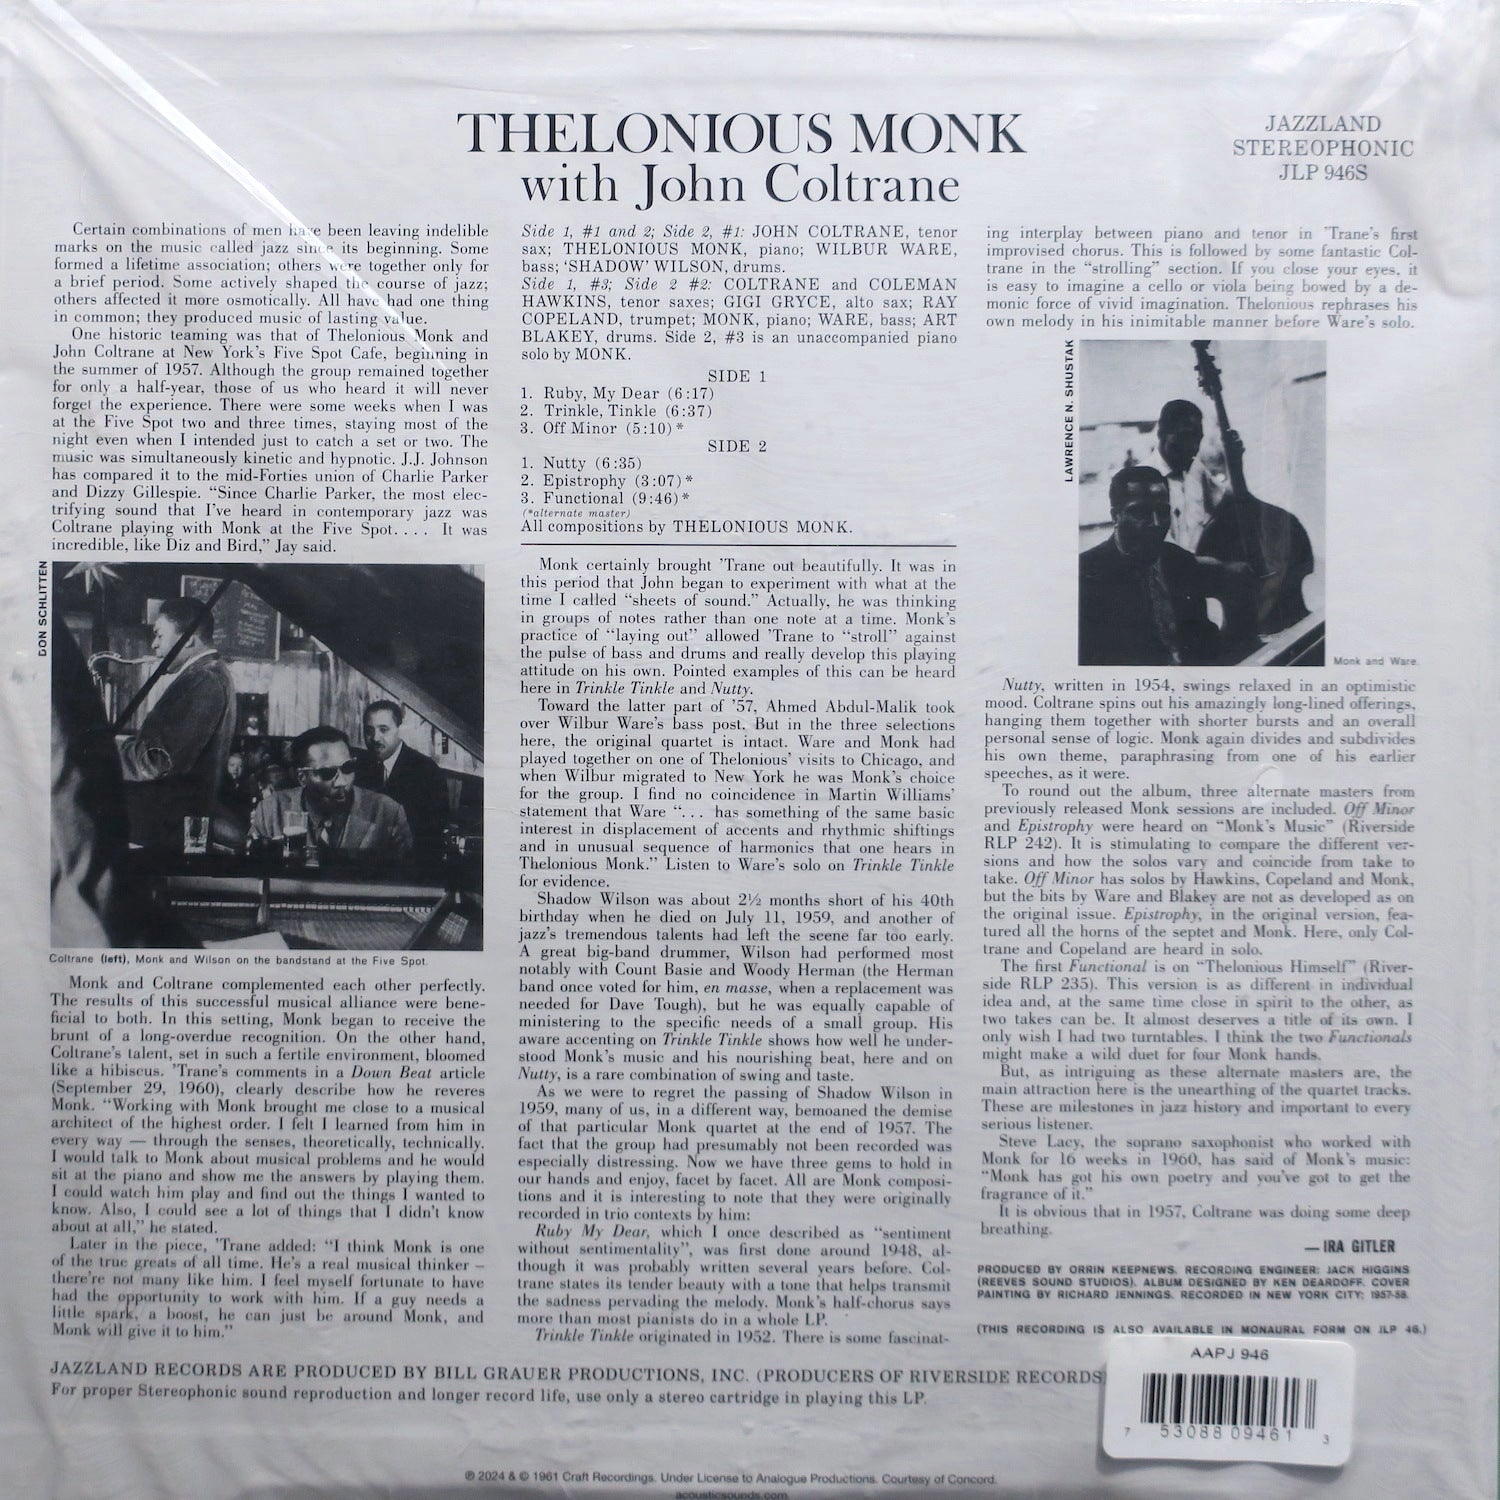 THELONIOUS MONK
with John Coltrane
JAZZLAND
STEREOPHONIC
JLP 946S
Certain combinations of men have been leaving indelible
marks on the music called jazz since its beginning. Some
formed a lifetime association; others were together only for
a brief period. Some actively shaped the course of jazz;
others affected it more osmotically. All have had one thing
in common; they produced music of lasting value.
One historic teaming was that of Thelonious Monk and
John Coltrane at New York's Five Spot Cafe, beginning in
the summer of 1957. Although the group remained together
for only a half-year, those of us who heard it will never
forget the experience. There were some weeks when I was
at the Five Spot two and three times, staying most of the
night even when I intended just to catch a set or two. The
music was simultaneously kinetic and hypnotic. J.J. Johnson
has compared it to the mid-Forties union of Charlie Parker
and Dizzy Gillespie. "Since Charlie Parker, the most elec-
trifying sound that I've heard in contemporary jazz was
Coltrane playing with Monk at the Five Spot.... It was
incredible, like Diz and Bird," Jay said.
DON SCHLITTEN
Coltrane (left), Monk and Wilson on the bandstand at the Five Spot.
Monk and Coltrane complemented each other perfectly.
The results of this successful musical alliance were bene-
ficial to both. In this setting, Monk began to receive the
brunt of a long-overdue recognition. On the other hand,
Coltrane's talent, set in such a fertile environment, bloomed
like a hibiscus. 'Trane's comments in a Down Beat article
(September 29, 1960), clearly describe how he reveres
Monk. "Working with Monk brought me close to a musical
architect of the highest order. I felt I learned from him in
every way — through the senses, theoretically, technically.
I would talk to Monk about musical problems and he would
sit at the piano and show me the answers by playing them.
I could watch him play and find out the things I wanted to
know. Also, I could see a lot of things that I didn't know
about at all," he stated.
Later in the piece, 'Trane added: "I think Monk is one
of the true greats of all time. He's a real musical thinker –
there're not many like him. I feel myself fortunate to have
had the opportunity to work with him. If a guy needs a
little spark, a boost, he can just be around Monk, and
Monk will give it to him."
Side 1, #1 and 2; Side 2, #1: JOHN COLTRANE, tenor
sax; THELONIOUS MONK, piano; WILBUR WARE,
bass; 'SHADOW' WILSON, drums.
Side 1, #3; Side 2 #2: COLTRANE and COLEMAN
HAWKINS, tenor saxes; GIGI GRYCE, alto sax; RAY
COPELAND, trumpet; MONK, piano; WARE, bass; ART
BLAKEY, drums. Side 2, #3 is an unaccompanied piano
solo by MONK.
SIDE 1
1. Ruby, My Dear (6:17)
2. Trinkle, Tinkle (6:37)
3. Off Minor (5:10)*
SIDE 2
1. Nutty (6:35)
2. Epistrophy (3:07)*
3. Functional (9:46)*
(*alternate master)
All compositions by THELONIOUS MONK.
Monk certainly brought 'Trane out beautifully. It was in
this period that John began to experiment with what at the
time I called "sheets of sound." Actually, he was thinking
in groups of notes rather than one note at a time. Monk's
practice of "laying out" allowed 'Trane to "stroll" against
the pulse of bass and drums and really develop this playing
attitude on his own. Pointed examples of this can be heard
here in Trinkle Tinkle and Nutty.
Toward the latter part of '57, Ahmed Abdul-Malik took
over Wilbur Ware's bass post. But in the three selections
here, the original quartet is intact. Ware and Monk had
played together on one of Thelonious' visits to Chicago, and
when Wilbur migrated to New York he was Monk's choice
for the group. I find no coincidence in Martin Williams'
statement that Ware "... has something of the same basic
interest in displacement of accents and rhythmic shiftings
and in unusual sequence of harmonics that one hears in
Thelonious Monk." Listen to Ware's solo on Trinkle Tinkle
for evidence.
Shadow Wilson was about 2½ months short of his 40th
birthday when he died on July 11, 1959, and another of
jazz's tremendous talents had left the scene far too early.
A great big-band drummer, Wilson had performed most
notably with Count Basie and Woody Herman (the Herman
band once voted for him, en masse, when a replacement was
needed for Dave Tough), but he was equally capable of
ministering to the specific needs of a small group. His
aware accenting on Trinkle Tinkle shows how well he under-
stood Monk's music and his nourishing beat, here and on
Nutty, is a rare combination of swing and taste.
As we were to regret the passing of Shadow Wilson in
1959, many of us, in a different way, bemoaned the demise
of that particular Monk quartet at the end of 1957. The
fact that the group had presumably not been recorded was
especially distressing. Now we have three gems to hold in
our hands and enjoy, facet by facet. All are Monk composi-
tions and it is interesting to note that they were originally
recorded in trio contexts by him:
Ruby My Dear, which I once described as "sentiment
without sentimentality", was first done around 1948, al-
though it was probably written several years before. Col-
trane states its tender beauty with a tone that helps transmit
the sadness pervading the melody. Monk's half-chorus says
more than most pianists do in a whole LP.
Trinkle Tinkle originated in 1952. There is some fascinat-
ing interplay between piano and tenor in 'Trane's first
improvised chorus. This is followed by some fantastic Col-
trane in the "strolling" section. If you close your eyes, it
is easy to imagine a cello or viola being bowed by a de-
monic force of vivid imagination. Thelonious rephrases his
own melody in his inimitable manner before Ware's solo.
LAWRENCE N. SHUSTAK
Monk and Ware.
Nutty, written in 1954, swings relaxed in an optimistic
mood. Coltrane spins out his amazingly long-lined offerings,
hanging them together with shorter bursts and an overall
personal sense of logic. Monk again divides and subdivides
his own theme, paraphrasing from one of his earlier
speeches, as it were.
To round out the album, three alternate masters from
previously released Monk sessions are included. Off Minor
and Epistrophy were heard on "Monk's Music" (Riverside
RLP 242). It is stimulating to compare the different ver-
sions and how the solos vary and coincide from take to
take. Off Minor has solos by Hawkins, Copeland and Monk,
but the bits by Ware and Blakey are not as developed as on
the original issue. Epistrophy, in the original version, fea-
tured all the horns of the septet and Monk. Here, only Col-
trane and Copeland are heard in solo.
The first Functional is on "Thelonious Himself" (River-
side RLP 235). This version is as different in individual
idea and, at the same time close in spirit to the other, as
two takes can be. It almost deserves a title of its own. I
only wish I had two turntables. I think the two Functionals
might make a wild duet for four Monk hands.
But, as intriguing as these alternate masters are, the
main attraction here is the unearthing of the quartet tracks.
These are milestones in jazz history and important to every
serious listener.
Steve Lacy, the soprano saxophonist who worked with
Monk for 16 weeks in 1960, has said of Monk's music:
"Monk has got his own poetry and you've got to get the
fragrance of it."
It is obvious that in 1957, Coltrane was doing some deep
breathing.
— IRA GITLER
PRODUCED BY ORRIN KEEPNEWS. RECORDING ENGINEER: JACK HIGGINS
(REEVES SOUND STUDIOS). ALBUM DESIGNED BY KEN DEARDOFF. COVER
PAINTING BY RICHARD JENNINGS. RECORDED IN NEW YORK CITY: 1957-58.
(THIS RECORDING IS ALSO AVAILABLE IN MONAURAL FORM ON JLP 46.)
JAZZLAND RECORDS ARE PRODUCED BY BILL GRAUER PRODUCTIONS, INC. (PRODUCERS OF RIVERSIDE RECORDS
For proper Stereophonic sound reproduction and longer record life, use only a stereo cartridge in playing this LP.
AAPJ 946
7 53088 09461 3
℗ 2024 & © 1961 Craft Recordings. Under License to Analogue Productions. Courtesy of Concord.
acousticsounds.com